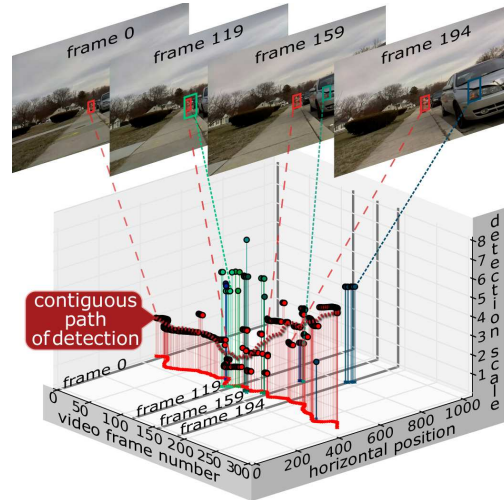 frame 0
frame 119
frame 159
frame 194
contiguous
path
of detection
8
7
6
5
4
3
2
1
detection scale
frame 0
frame 119
frame 159
frame 194
0
50
100
150
200
250
300
video frame number
0
200
400
600
800
1000
horizontal position